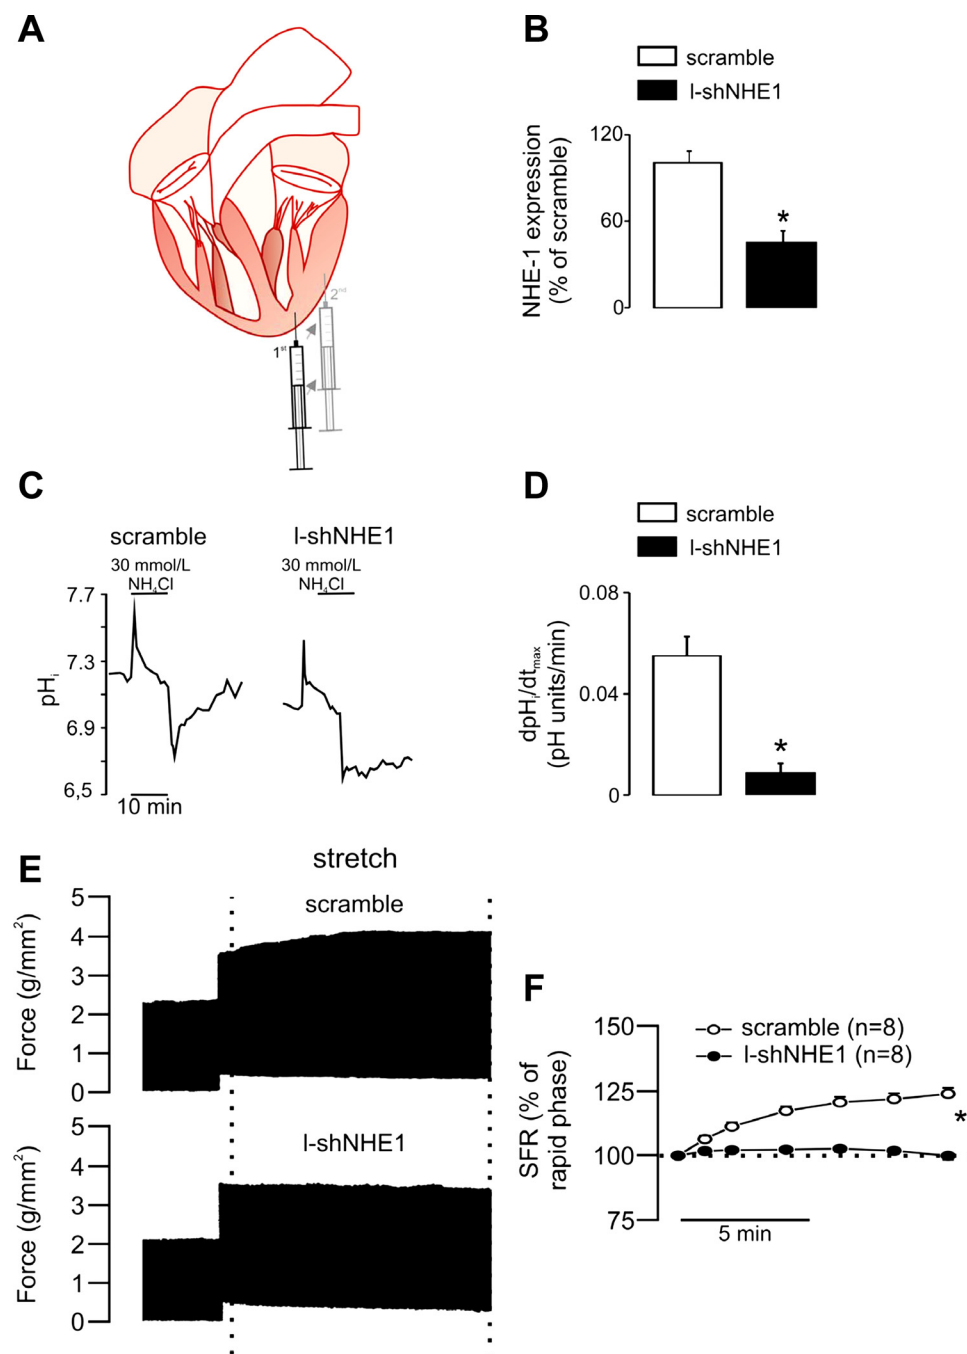 A
1st
2nd
B
scramble
l-shNHE1
NHE-1 expression
(% of scramble)
120
60
0
*
C
scramble
l-shNHE1
30 mmol/L
NH4Cl
30 mmol/L
NH4Cl
pHi
7.7
7.3
6.9
6,5
10 min
D
scramble
l-shNHE1
dpHi/dtmax
(pH units/min)
0.08
0.04
0
*
E
stretch
scramble
Force (g/mm2)
5
4
3
2
1
0
l-shNHE1
Force (g/mm2)
5
4
3
2
1
0
F
scramble (n=8)
l-shNHE1 (n=8)
SFR (% of
rapid phase)
150
125
100
75
*
5 min